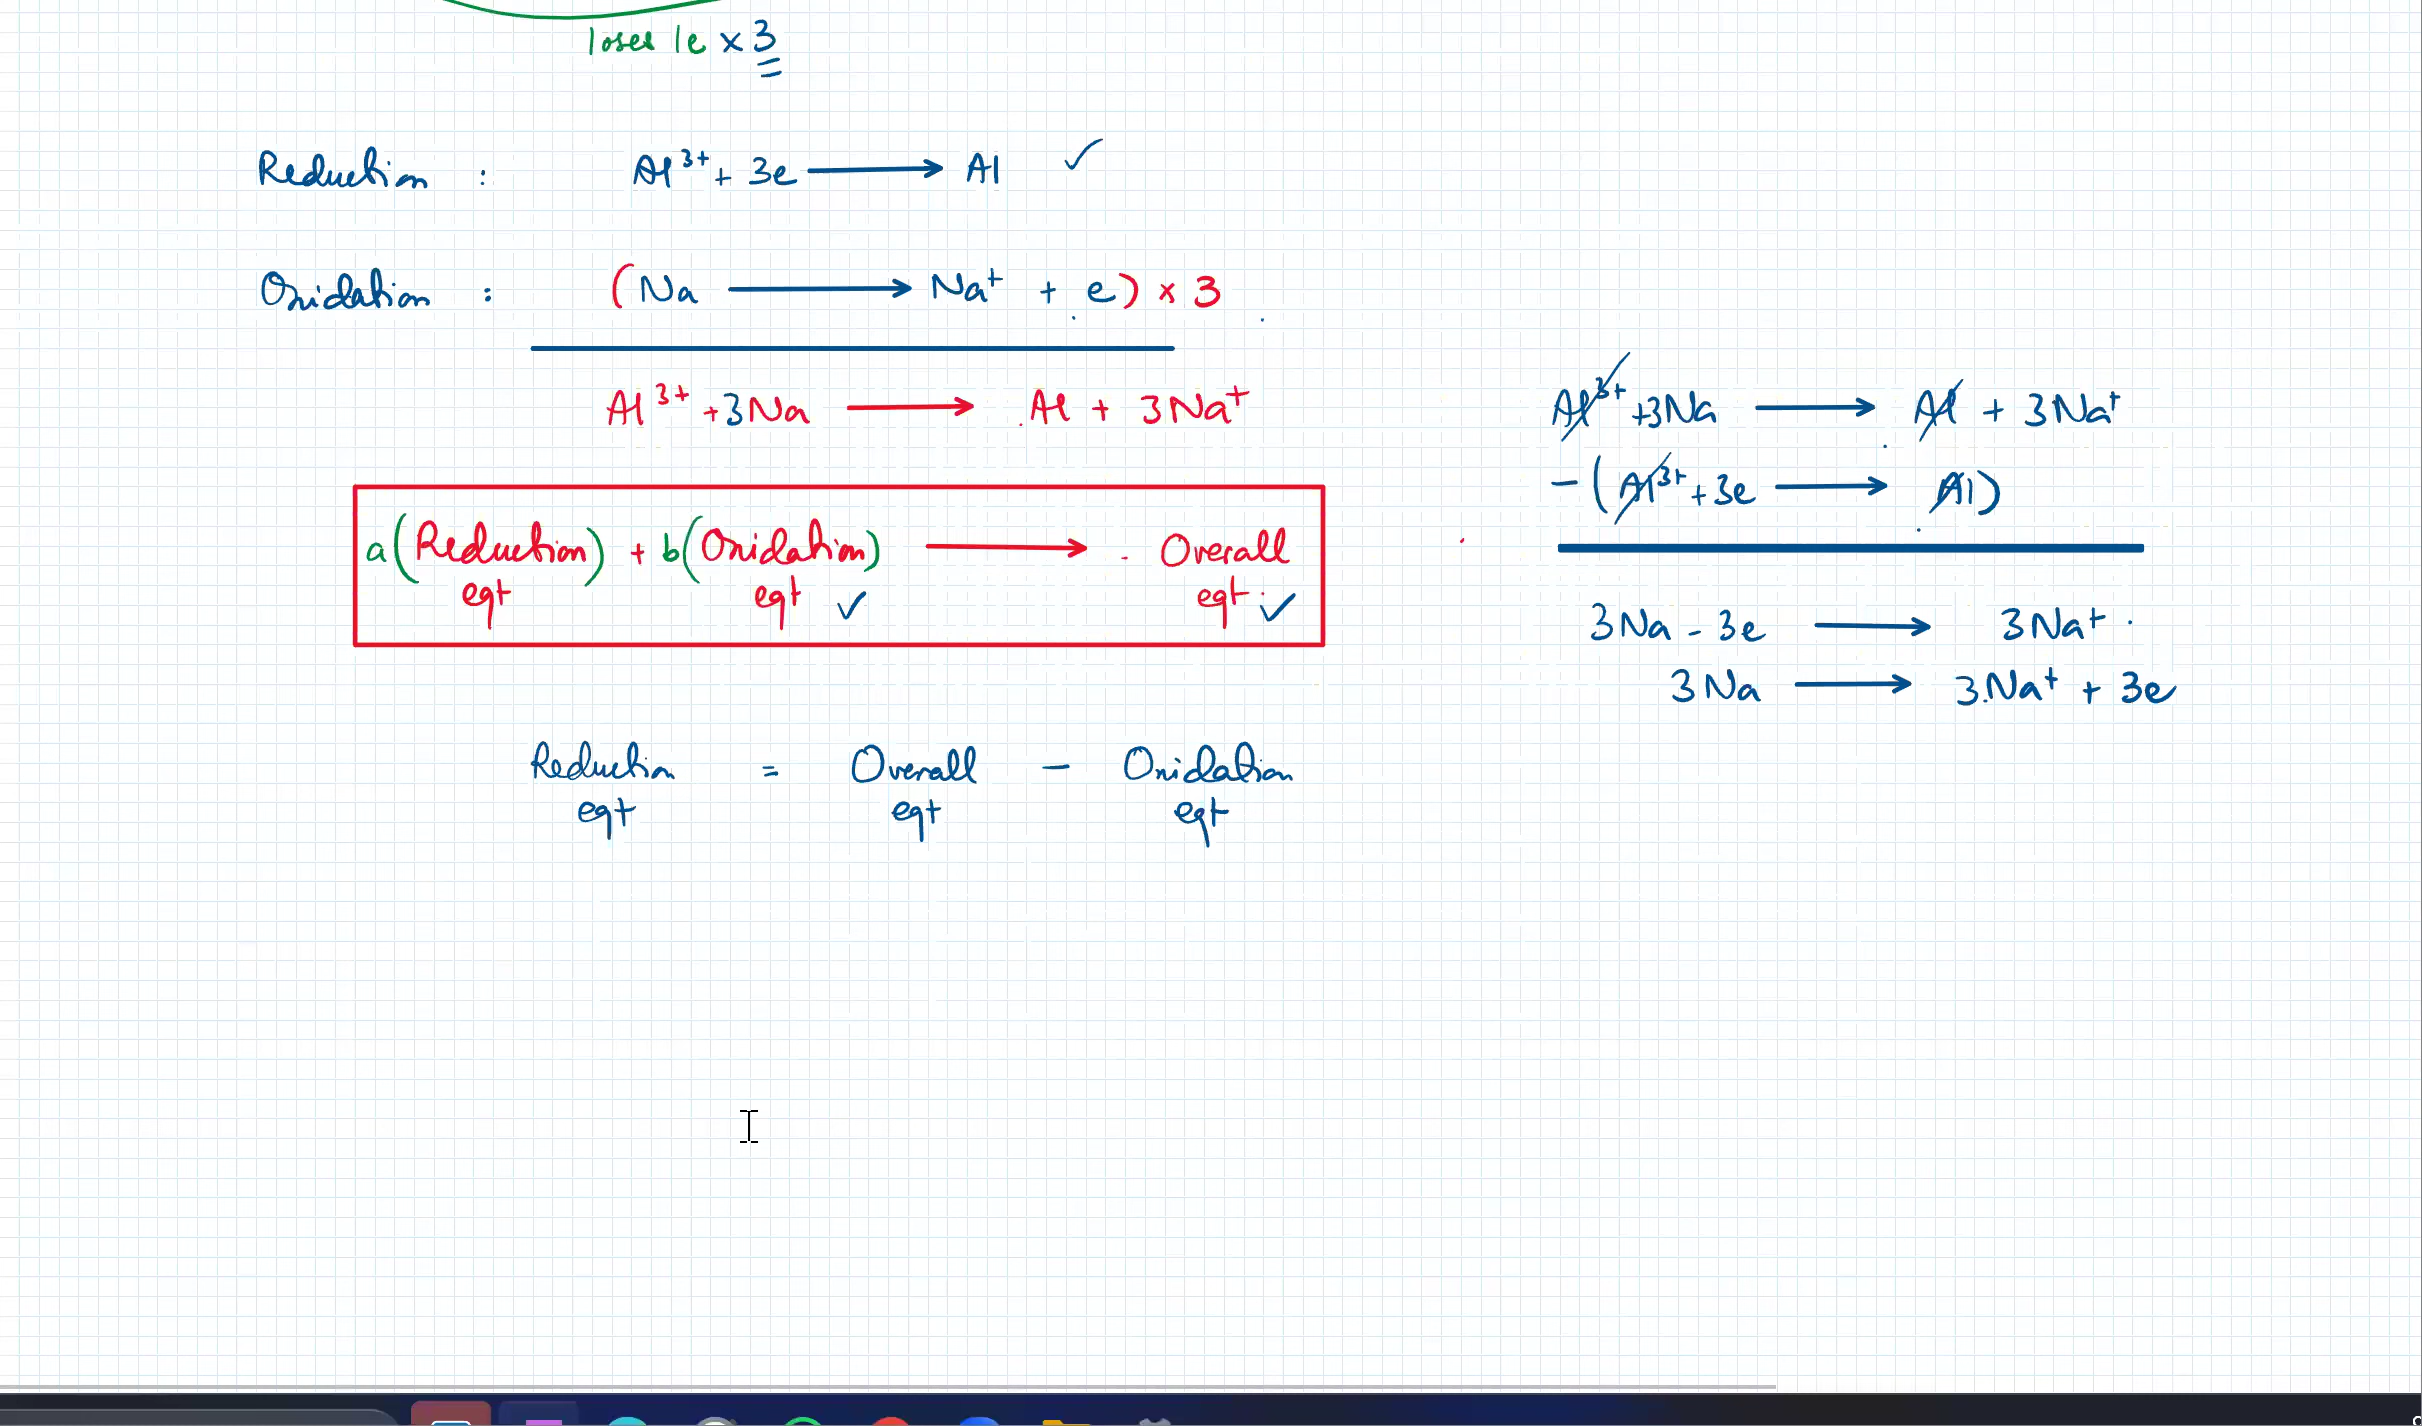 loses 1e × 3
Reduction : Al³⁺ + 3e ⟶ Al ✓
Oxidation : (Na ⟶ Na⁺ + e) × 3
Al³⁺ + 3Na ⟶ Al + 3Na⁺
a(Reduction) + b(Oxidation) ⟶ Overall
eqt eqt ✓ eqt. ✓
Reduction = Overall − Oxidation
eqt eqt eqt
Al³⁺ + 3Na ⟶ Al + 3Na⁺
− (Al³⁺ + 3e ⟶ Al)
3Na − 3e ⟶ 3Na⁺
3Na ⟶ 3Na⁺ + 3e